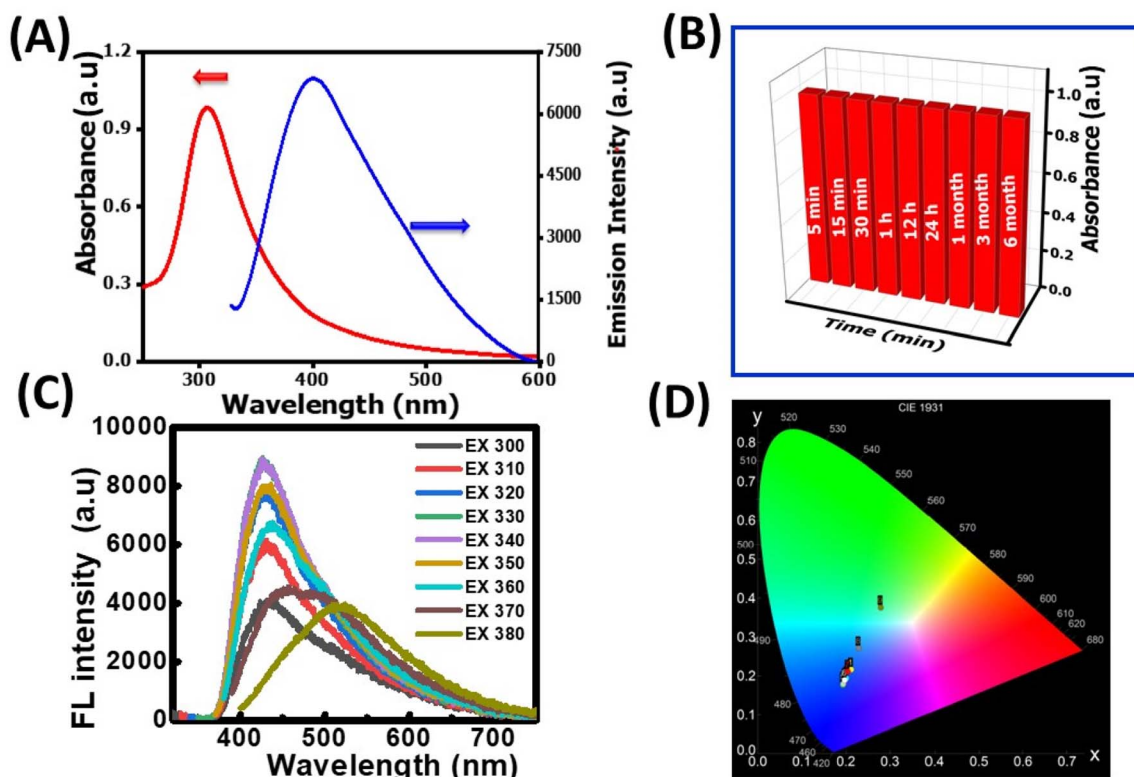 (A)
1.2
0.9
0.6
0.3
0.0
Absorbance (a.u)
7500
6000
4500
3000
1500
0
Emission Intensity (a.u)
300 400 500 600
Wavelength (nm)
(B)
5 min
15 min
30 min
1 h
12 h
24 h
1 month
3 month
6 month
1.0
0.8
0.6
0.4
0.2
0.0
Absorbance (a.u)
Time (min)
(C)
10000
8000
6000
4000
2000
0
FL intensity (a.u)
EX 300
EX 310
EX 320
EX 330
EX 340
EX 350
EX 360
EX 370
EX 380
400 500 600 700
Wavelength (nm)
(D)
CIE 1931
y
0.8
0.7
0.6
0.5
0.4
0.3
0.2
0.1
0.0
0.0 0.1 0.2 0.3 0.4 0.5 0.6 0.7
x
520
530
540
550
560
570
580
590
600
610
620
680
510
500
490
480
470
460
420